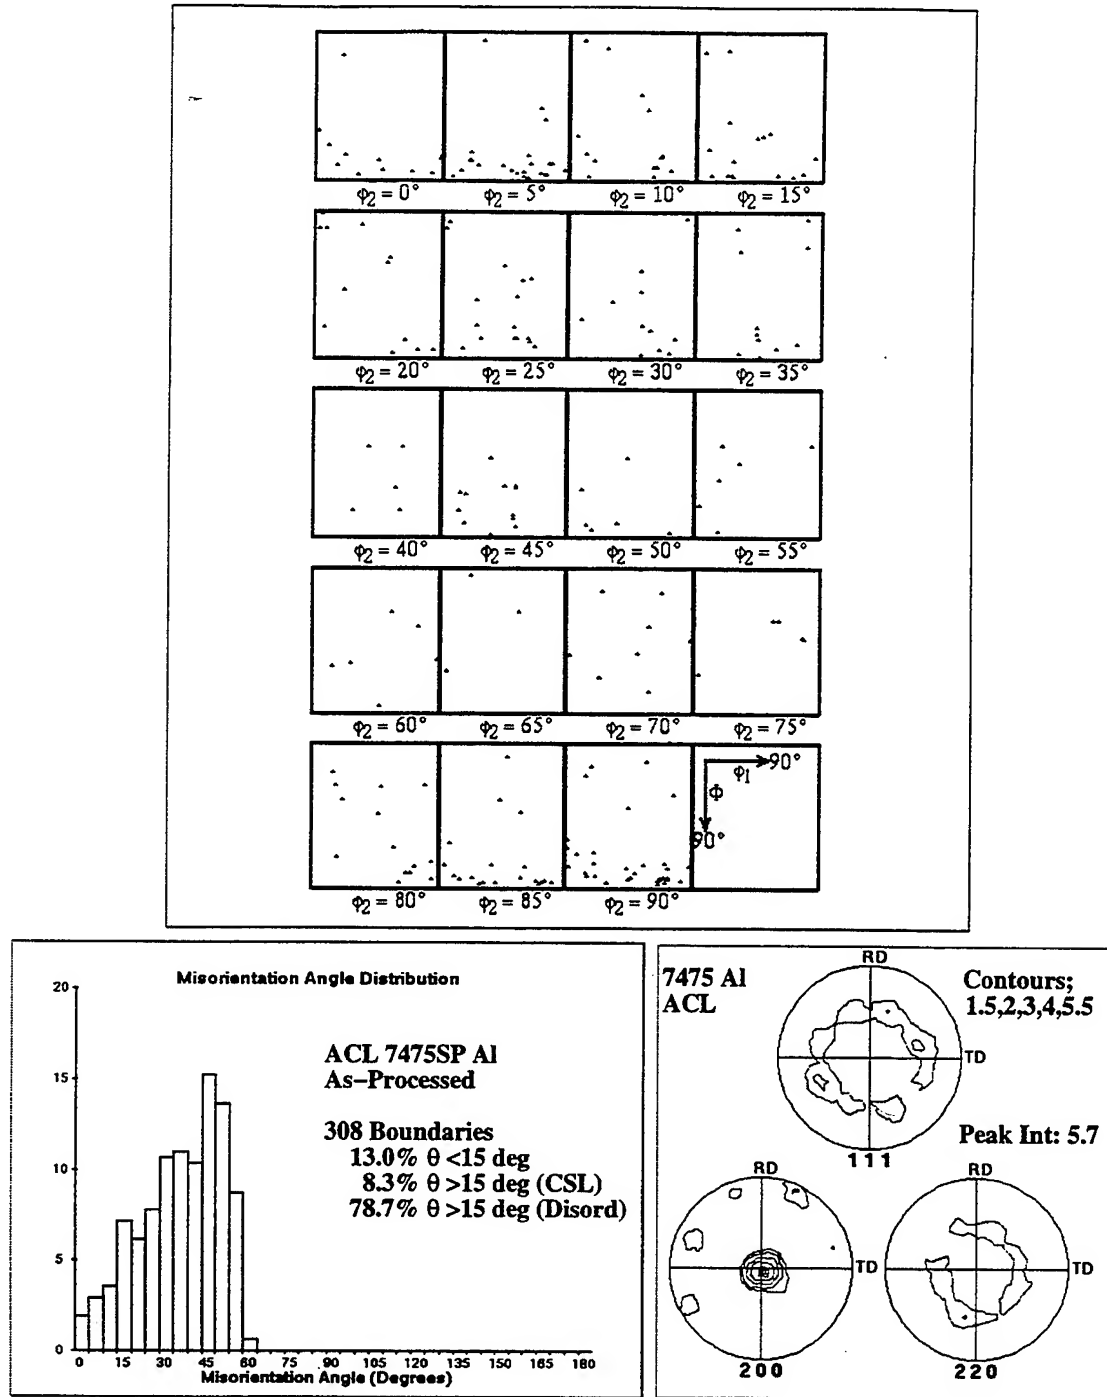 φ2 = 0° φ2 = 5° φ2 = 10° φ2 = 15°
φ2 = 20° φ2 = 25° φ2 = 30° φ2 = 35°
φ2 = 40° φ2 = 45° φ2 = 50° φ2 = 55°
φ2 = 60° φ2 = 65° φ2 = 70° φ2 = 75°
90°
φ1
Φ
90°
φ2 = 80° φ2 = 85° φ2 = 90°
Misorientation Angle Distribution
20
15
10
5
0
ACL 7475SP Al
As-Processed
308 Boundaries
13.0% θ <15 deg
8.3% θ >15 deg (CSL)
78.7% θ >15 deg (Disord)
0 15 30 45 60 75 90 105 120 135 150 165 180
Misorientation Angle (Degrees)
7475 Al
ACL
RD
Contours;
1.5,2,3,4,5.5
TD
Peak Int: 5.7
111
RD
TD
200
RD
TD
220